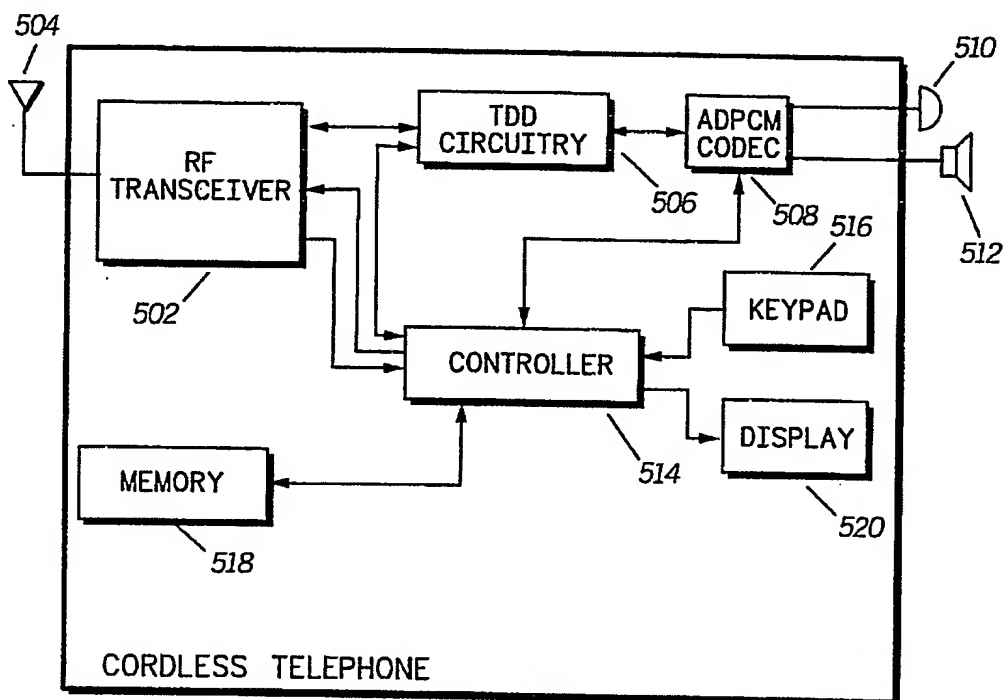 504
510
RF
TRANSCEIVER
TDD
CIRCUITRY
ADPCM
CODEC
506
508
512
502
516
KEYPAD
CONTROLLER
514
DISPLAY
520
MEMORY
518
CORDLESS TELEPHONE